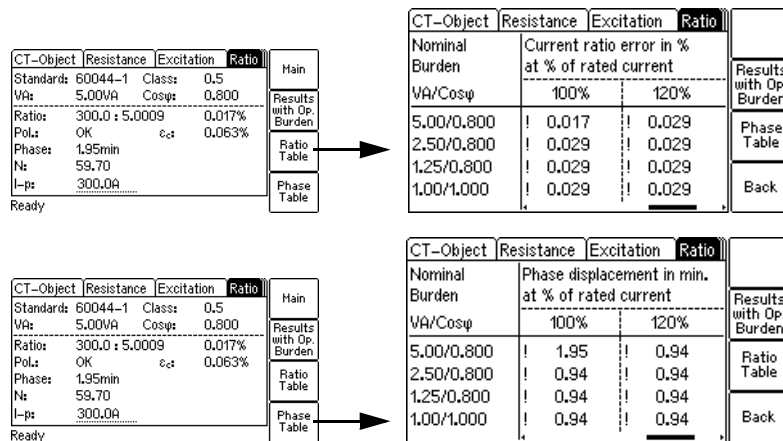 CT-Object Resistance Excitation Ratio
Standard: 60044-1 Class: 0.5
VA: 5.00VA Cosφ: 0.800
Ratio: 300.0 : 5.0009 0.017%
Pol.: OK εc: 0.063%
Phase: 1.95min
N: 59.70
I-p: 300.0A
Ready
Main
Results
with Op.
Burden
Ratio
Table
Phase
Table
CT-Object Resistance Excitation Ratio
Nominal Current ratio error in %
Burden at % of rated current
VA/Cosφ 100% 120%
5.00/0.800 ! 0.017 ! 0.029
2.50/0.800 ! 0.029 ! 0.029
1.25/0.800 ! 0.029 ! 0.029
1.00/1.000 ! 0.029 ! 0.029
Results
with Op.
Burden
Phase
Table
Back
CT-Object Resistance Excitation Ratio
Standard: 60044-1 Class: 0.5
VA: 5.00VA Cosφ: 0.800
Ratio: 300.0 : 5.0009 0.017%
Pol.: OK εc: 0.063%
Phase: 1.95min
N: 59.70
I-p: 300.0A
Ready
Main
Results
with Op.
Burden
Ratio
Table
Phase
Table
CT-Object Resistance Excitation Ratio
Nominal Phase displacement in min.
Burden at % of rated current
VA/Cosφ 100% 120%
5.00/0.800 ! 1.95 ! 0.94
2.50/0.800 ! 0.94 ! 0.94
1.25/0.800 ! 0.94 ! 0.94
1.00/1.000 ! 0.94 ! 0.94
Results
with Op.
Burden
Ratio
Table
Back